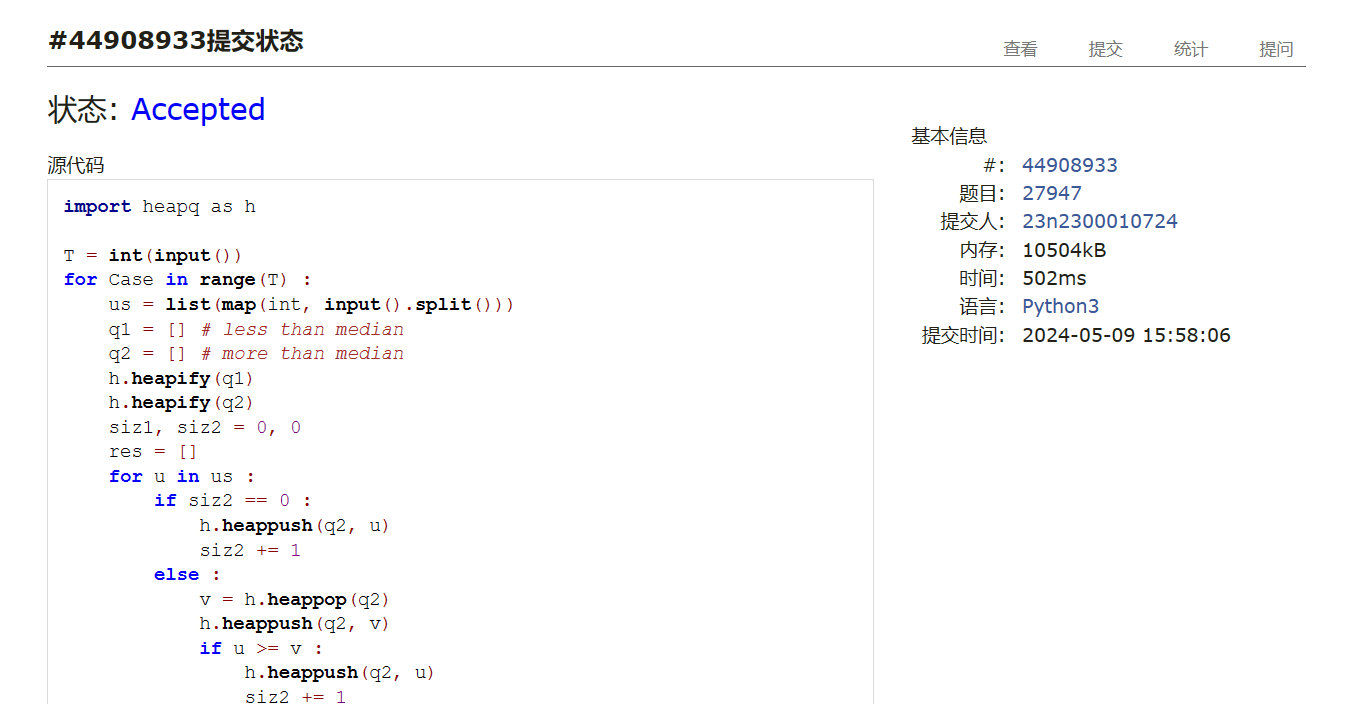 #44908933提交状态
查看 提交 统计 提问
状态: Accepted
源代码
import heapq as h
T = int(input())
for Case in range(T) :
    us = list(map(int, input().split()))
    q1 = [] # less than median
    q2 = [] # more than median
    h.heapify(q1)
    h.heapify(q2)
    siz1, siz2 = 0, 0
    res = []
    for u in us :
        if siz2 == 0 :
            h.heappush(q2, u)
            siz2 += 1
        else :
            v = h.heappop(q2)
            h.heappush(q2, v)
            if u >= v :
                h.heappush(q2, u)
                siz2 += 1
基本信息
#: 44908933
题目: 27947
提交人: 23n2300010724
内存: 10504kB
时间: 502ms
语言: Python3
提交时间: 2024-05-09 15:58:06